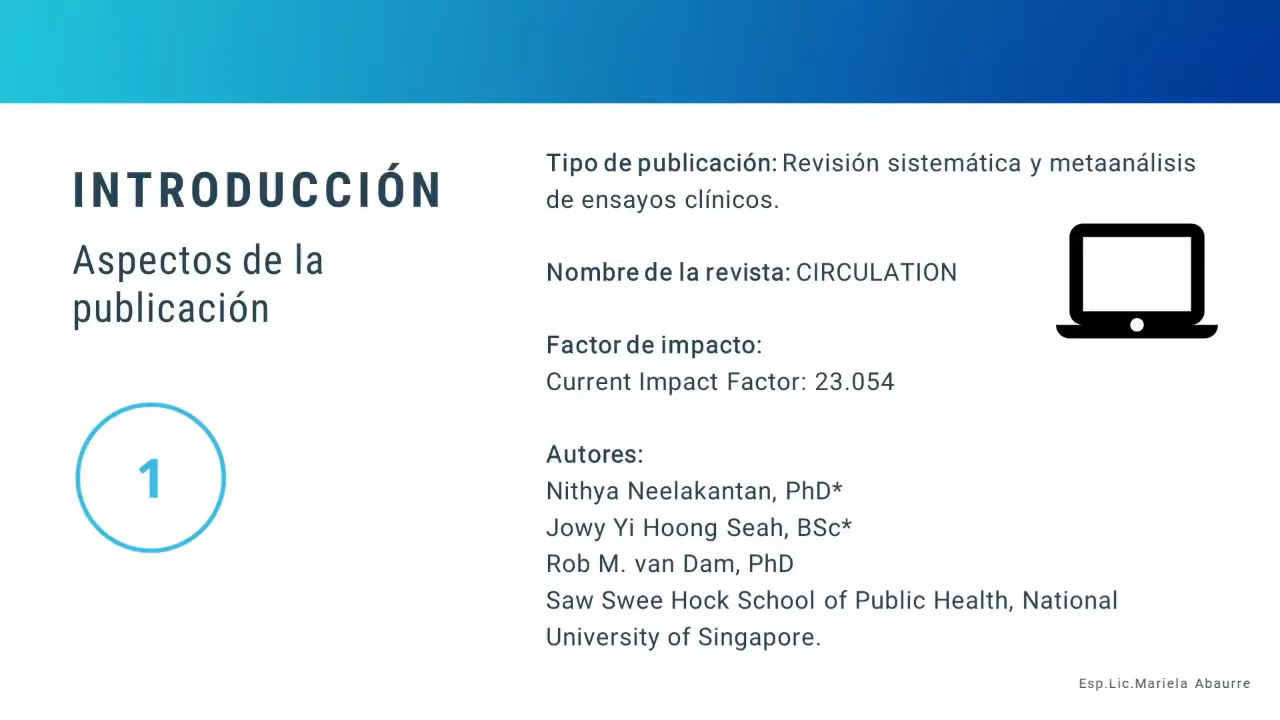 INTRODUCCIÓN
Aspectos de la
publicación
1
Tipo de publicación: Revisión sistemática y metaanálisis
de ensayos clínicos.
Nombre de la revista: CIRCULATION
Factor de impacto:
Current Impact Factor: 23.054
Autores:
Nithya Neelakantan, PhD*
Jowy Yi Hoong Seah, BSc*
Rob M. van Dam, PhD
Saw Swee Hock School of Public Health, National
University of Singapore.
Esp.Lic.Mariela Abaurre